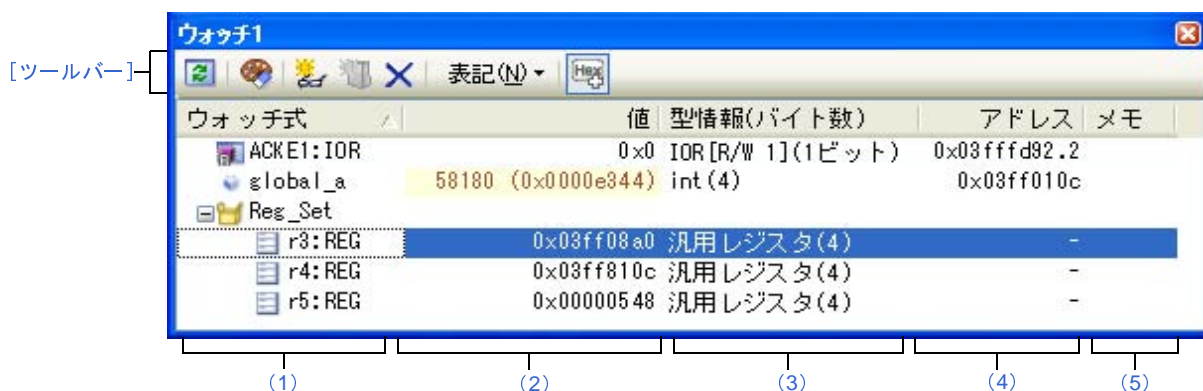 ウォッチ1
[ツールバー]
表記(N)
Hex
ウォッチ式 値 型情報(バイト数) アドレス メモ
ACKE1:IOR 0x0 IOR[R/W 1](1ビット) 0x03fffd92.2
global_a 58180 (0x0000e344) int(4) 0x03ff010c
Reg_Set
r3:REG 0x03ff08a0 汎用レジスタ(4) -
r4:REG 0x03ff810c 汎用レジスタ(4) -
r5:REG 0x00000548 汎用レジスタ(4) -
(1) (2) (3) (4) (5)